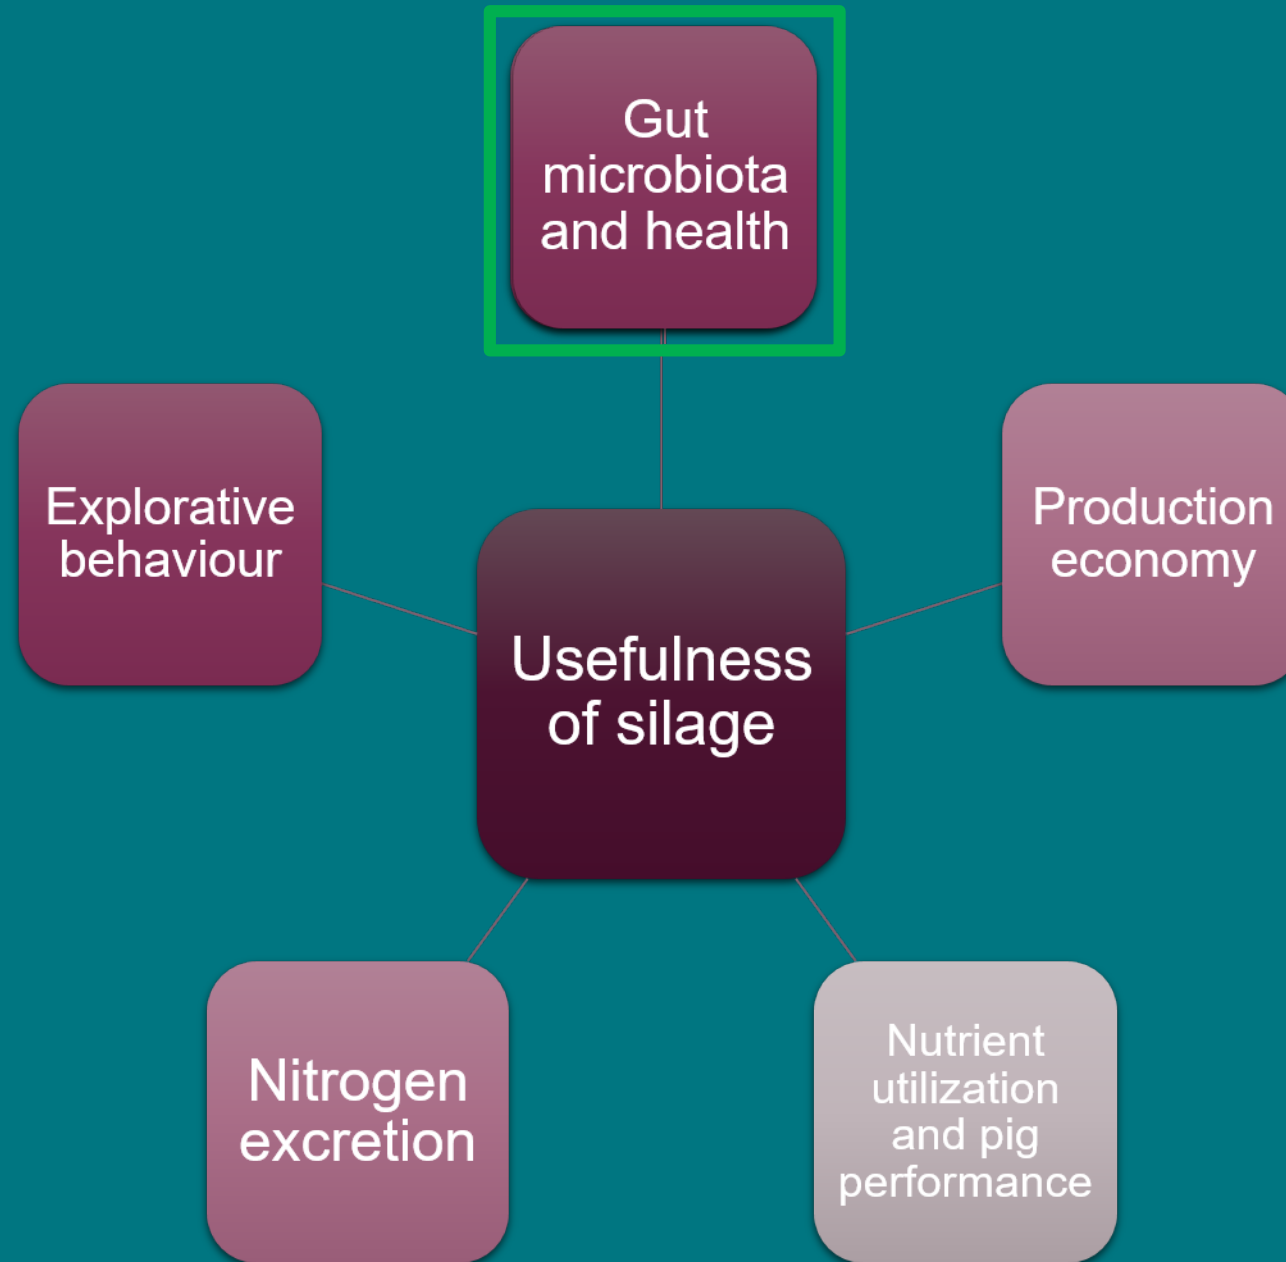 Gut
microbiota
and health
Explorative
behaviour
Production
economy
Usefulness
of silage
Nitrogen
excretion
Nutrient
utilization
and pig
performance